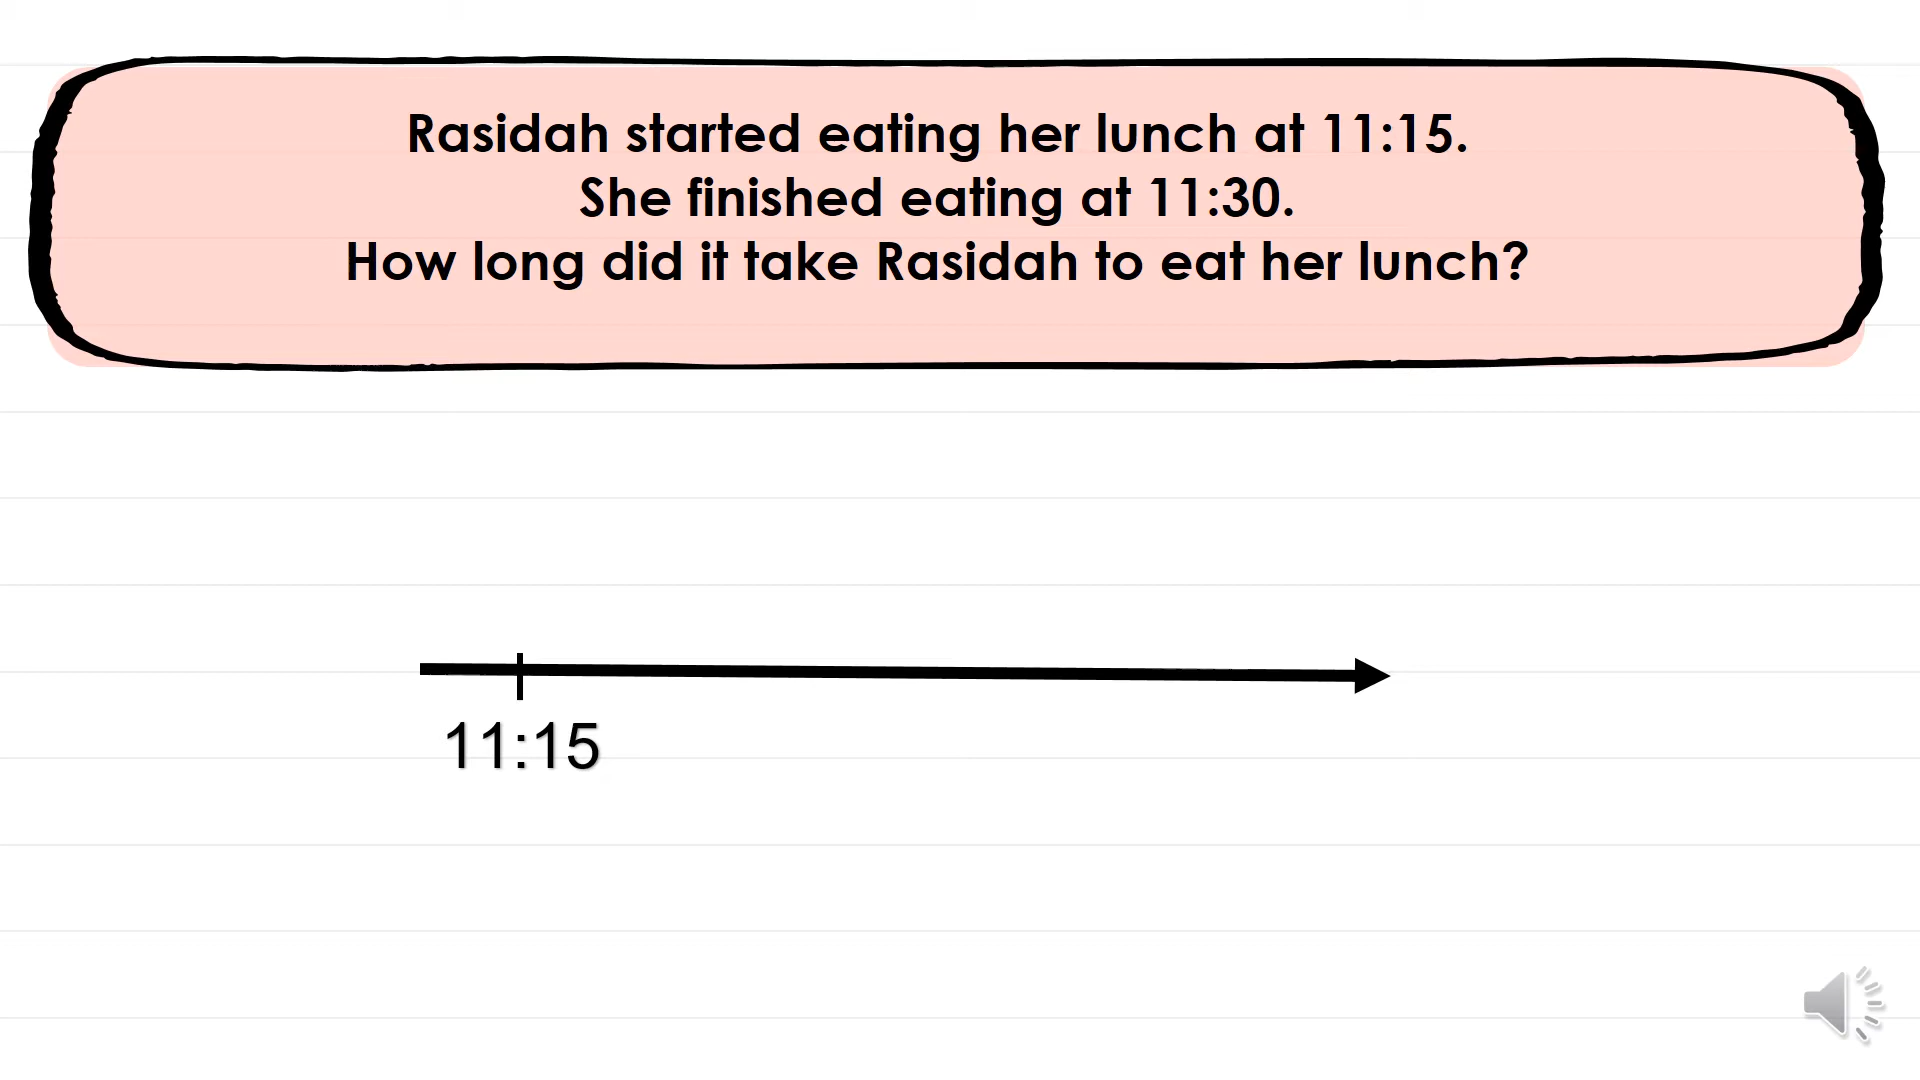 Rasidah started eating her lunch at 11:15.
She finished eating at 11:30.
How long did it take Rasidah to eat her lunch?
11:15